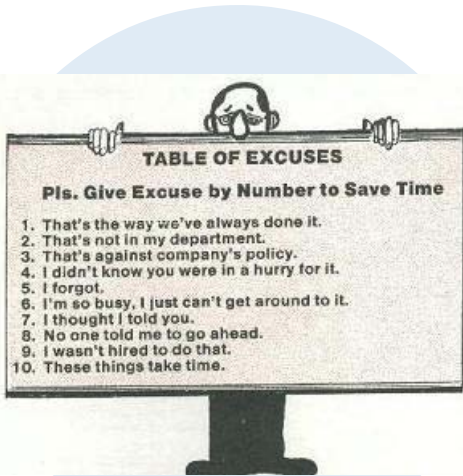 TABLE OF EXCUSES
Pls. Give Excuse by Number to Save Time
1. That's the way we've always done it.
2. That's not in my department.
3. That's against company's policy.
4. I didn't know you were in a hurry for it.
5. I forgot.
6. I'm so busy, I just can't get around to it.
7. I thought I told you.
8. No one told me to go ahead.
9. I wasn't hired to do that.
10. These things take time.